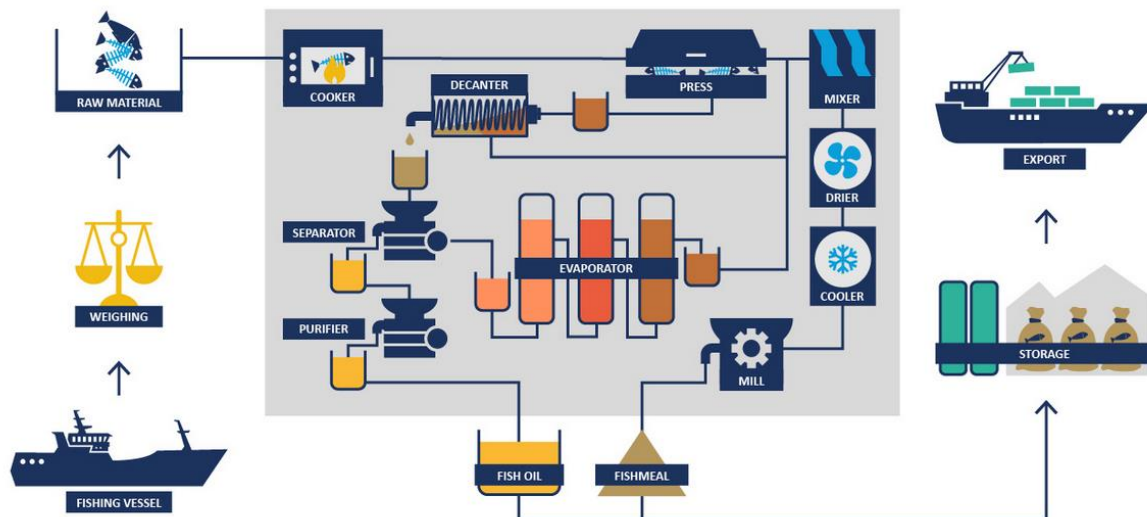 RAW MATERIAL
WEIGHING
FISHING VESSEL
COOKER
DECANTER
PRESS
MIXER
DRIER
COOLER
SEPARATOR
EVAPORATOR
PURIFIER
MILL
FISH OIL
FISHMEAL
EXPORT
STORAGE